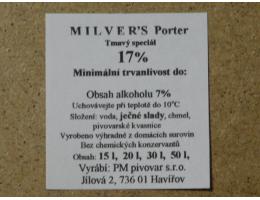 MILVER'S Porter
Tmavý speciál
17%
Minimální trvanlivost do:
Obsah alkoholu 7%
Uchovávejte při teplotě do 10°C
Složení: voda, ječné slady, chmel,
pivovarské kvasnice
Vyrobeno výhradně z domácích surovin
Bez chemických konzervantů
Obsah: 15 l, 20 l, 30 l, 50 l,
Vyrábí: PM pivovar s.r.o.
Jílová 2, 736 01 Havířov